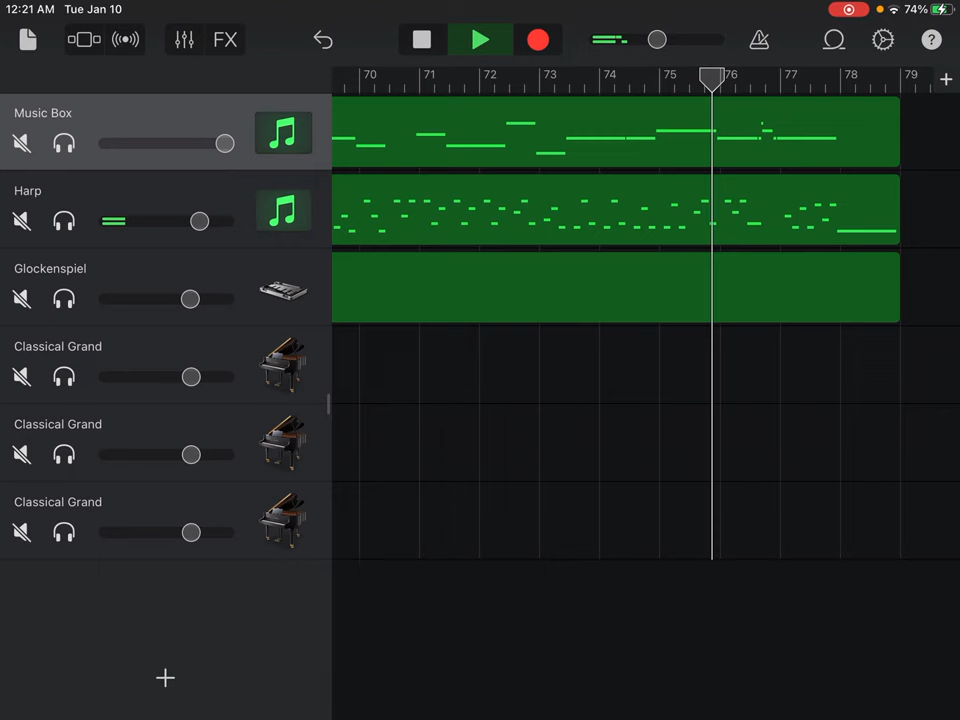 12:21 AM Tue Jan 10 74%
FX ?
70 71 72 73 74 75 76 77 78 79 +
Music Box
Harp
Glockenspiel
Classical Grand
Classical Grand
Classical Grand
+